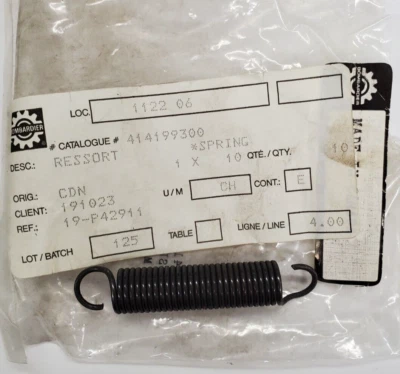 LOC. 1122 06
BOMBARDIER
# CATALOGUE # 414199300
DESC: RESSORT *SPRING
1 X 10 QTÉ./QTY. 10
ORIG.: CDN U/M CH CONT.: E
CLIENT: 191023
REF.: 19-P42911
LOT / BATCH 125 TABLE LIGNE / LINE 4.00
BOMBARDIER